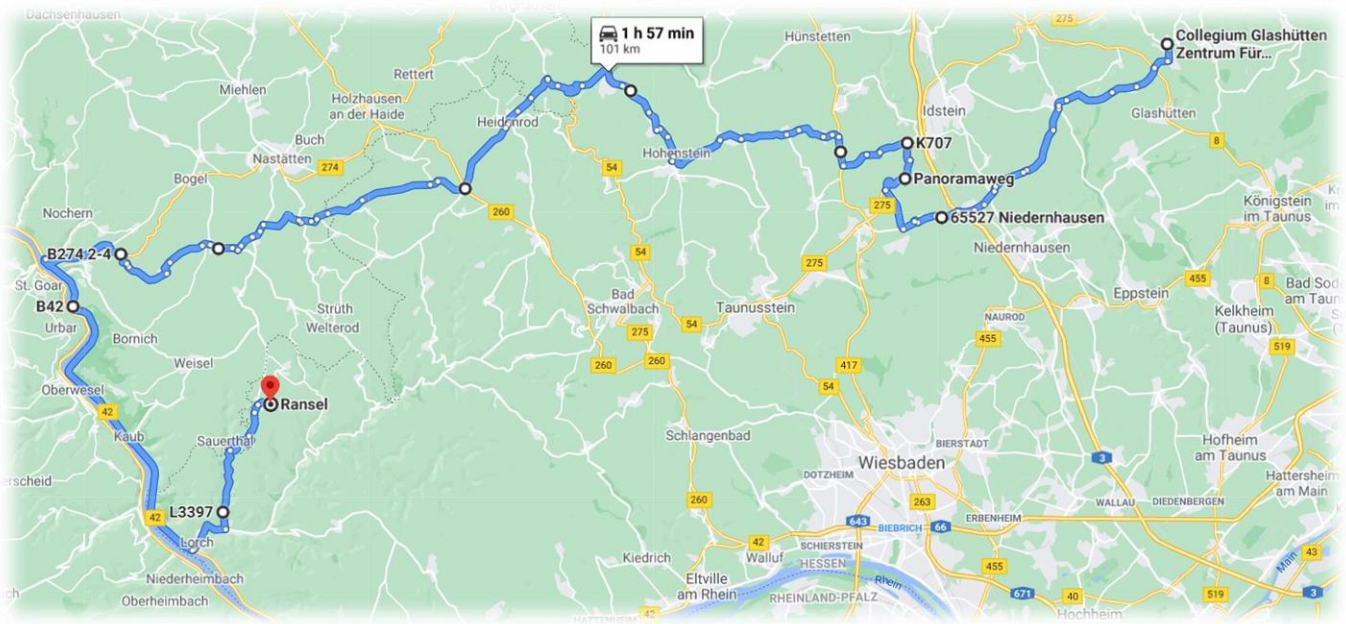 Dachsenhausen
275
Hünstetten
Collegium Glashütten
Zentrum Für...
1 h 57 min
101 km
Rettert
Miehlen
Holzhausen
an der Haide
Idstein
Glashütten
Heidenrod
Buch
8
Nastätten
274
Hohenstein
K707
54
Bogel
Panoramaweg
275
Königstein
im Taunus
260
Nochern
65527 Niedernhausen
Niedernhausen
B274 2-4
54
275
455
8
St. Goar
Eppstein
Bad Sode
am Taun
B42
Strüth
Bad
Schwalbach
Taunusstein
Kelkheim
(Taunus)
Urbar
Welterod
54
NAUROD
Bornich
275
455
519
Weisel
260
260
417
54
Oberwesel
Ransel
42
Kaub
Sauerthal
Schlangenbad
BIERSTADT
Hofheim
am Taunus
Wiesbaden
3
erscheid
DOTZHEIM
Hattersheim
am Main
L3397
260
263
WALLAU
DIEDENBERGEN
42
643
BIEBRICH
66
ERBENHEIM
Lorch
42
SCHIERSTEIN
Kiedrich
Walluf
HESSEN
455
Main
43
Niederheimbach
Eltville
am Rhein
Rhein
671
40
519
3
Oberheimbach
RHEINLAND-PFALZ
42
Hochheim
HATTENHEIM